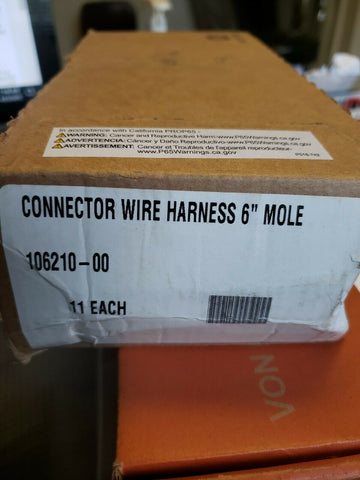 In accordance with California PROP65
WARNING: Cancer and Reproductive Harm-www.P65Warnings.ca.gov
ADVERTENCIA: Cáncer y Daño Reproductivo-www.P65Warnings.ca.gov
AVERTISSEMENT: Cancer et Troubles de l'appareil reproducteur-
www.P65Warnings.ca.gov
CONNECTOR WIRE HARNESS 6" MOLE
106210-00
11 EACH
VON